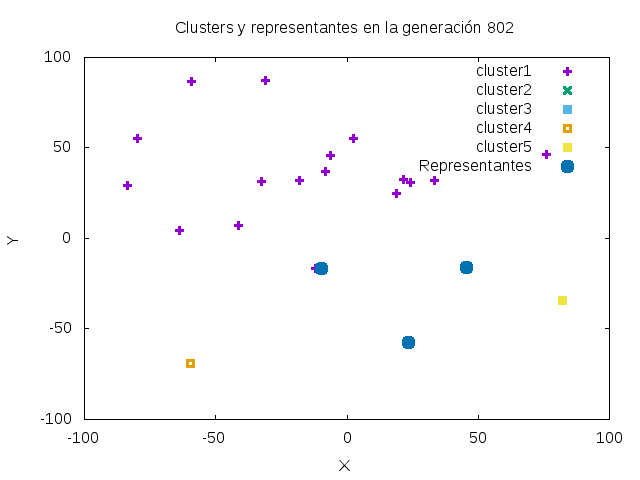 Clusters y representantes en la generación 802
100
50
0
-50
-100
-100
-50
0
50
100
Y
X
cluster1
cluster2
cluster3
cluster4
cluster5
Representantes